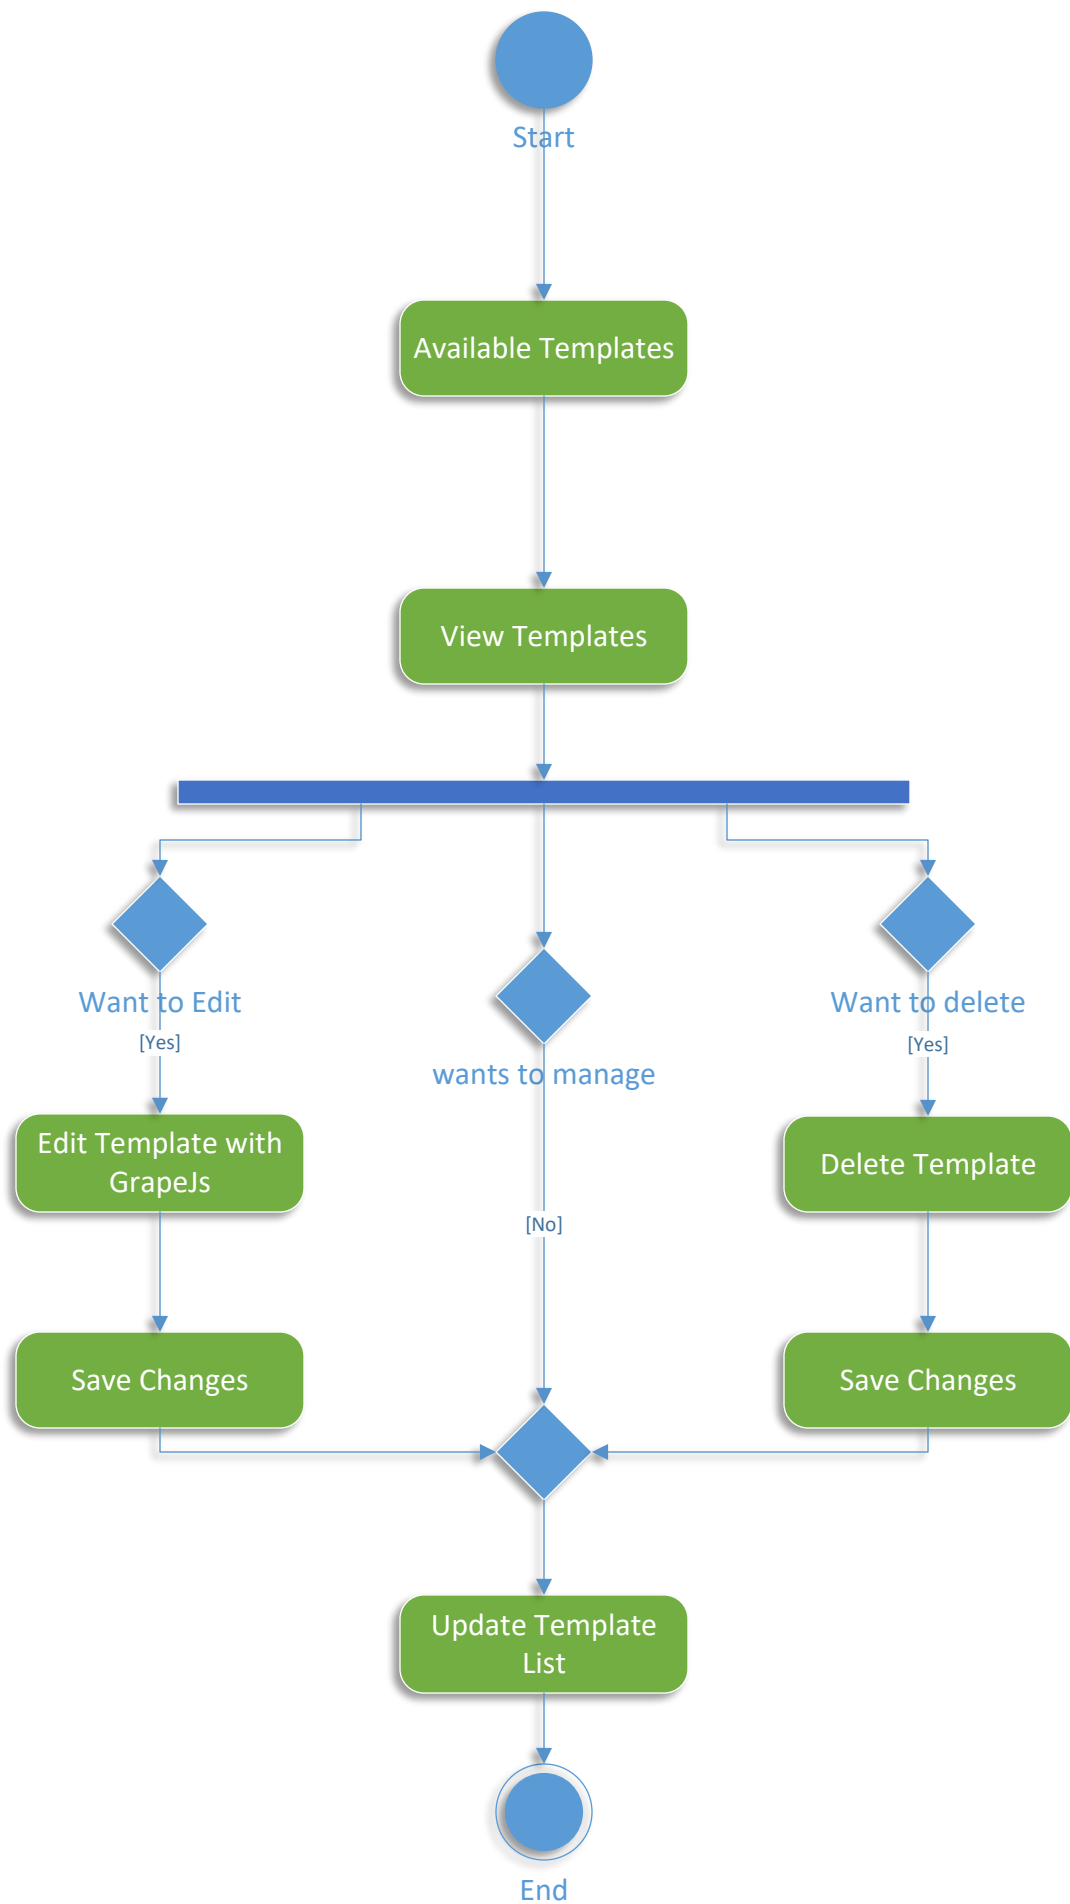 Start
Available Templates
View Templates
Want to Edit
[Yes]
wants to manage
Want to delete
[Yes]
Edit Template with
GrapeJs
Delete Template
[No]
Save Changes
Save Changes
Update Template
List
End